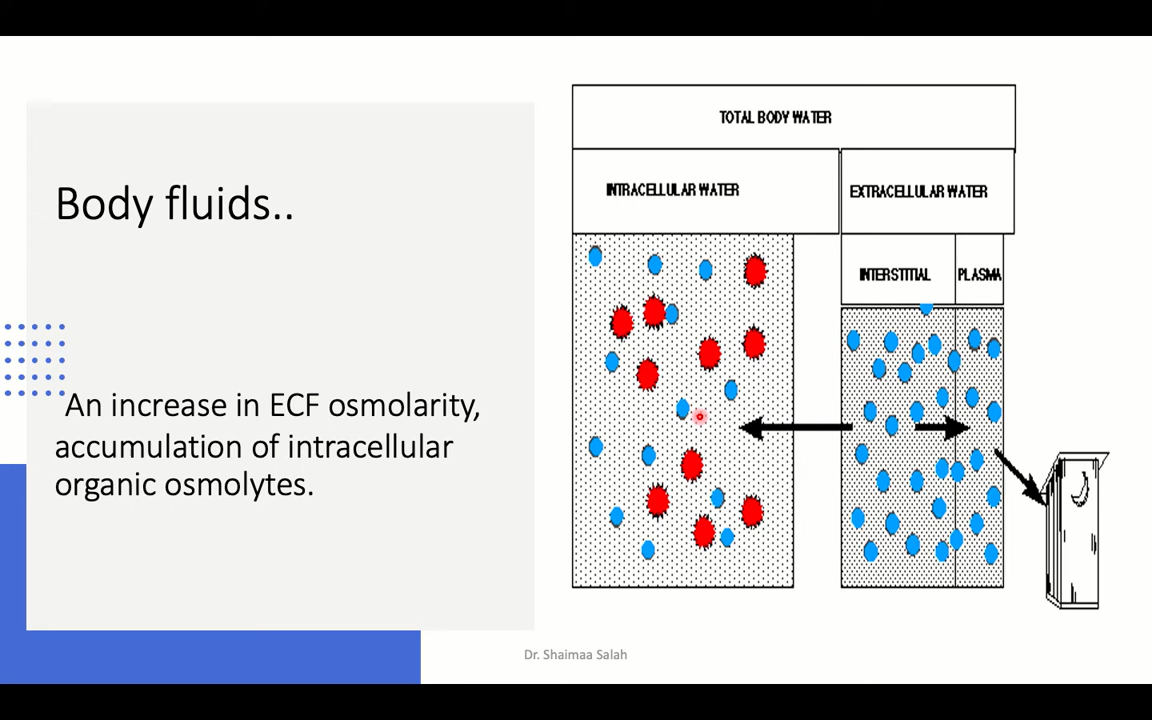 Body fluids..
An increase in ECF osmolarity,
accumulation of intracellular
organic osmolytes.
TOTAL BODY WATER
INTRACELLULAR WATER
EXTRACELLULAR WATER
INTERSTITIAL
PLASMA
Dr. Shaimaa Salah